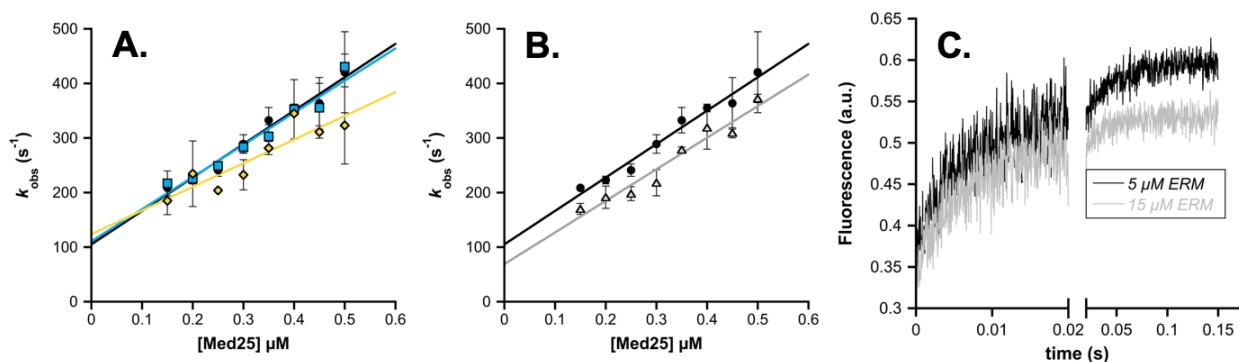 A.
500
400
300
200
100
0
k_obs (s⁻¹)
0 0.1 0.2 0.3 0.4 0.5 0.6
[Med25] µM
B.
500
400
300
200
100
0
k_obs (s⁻¹)
0 0.1 0.2 0.3 0.4 0.5 0.6
[Med25] µM
C.
0.65
0.6
0.55
0.5
0.45
0.4
0.35
0.3
Fluorescence (a.u.)
5 µM ERM
15 µM ERM
0 0.01 0.02 0.05 0.10 0.15
time (s)